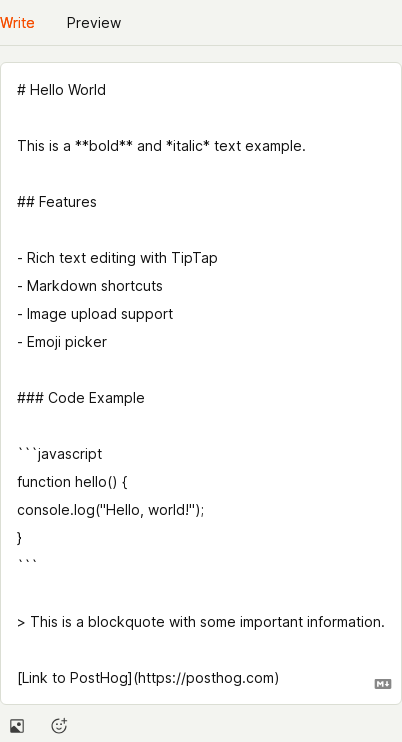 Write
Preview
# Hello World
This is a **bold** and *italic* text example.
## Features
- Rich text editing with TipTap
- Markdown shortcuts
- Image upload support
- Emoji picker
### Code Example
```javascript
function hello() {
console.log("Hello, world!");
}
```
> This is a blockquote with some important information.
[Link to PostHog](https://posthog.com)
M